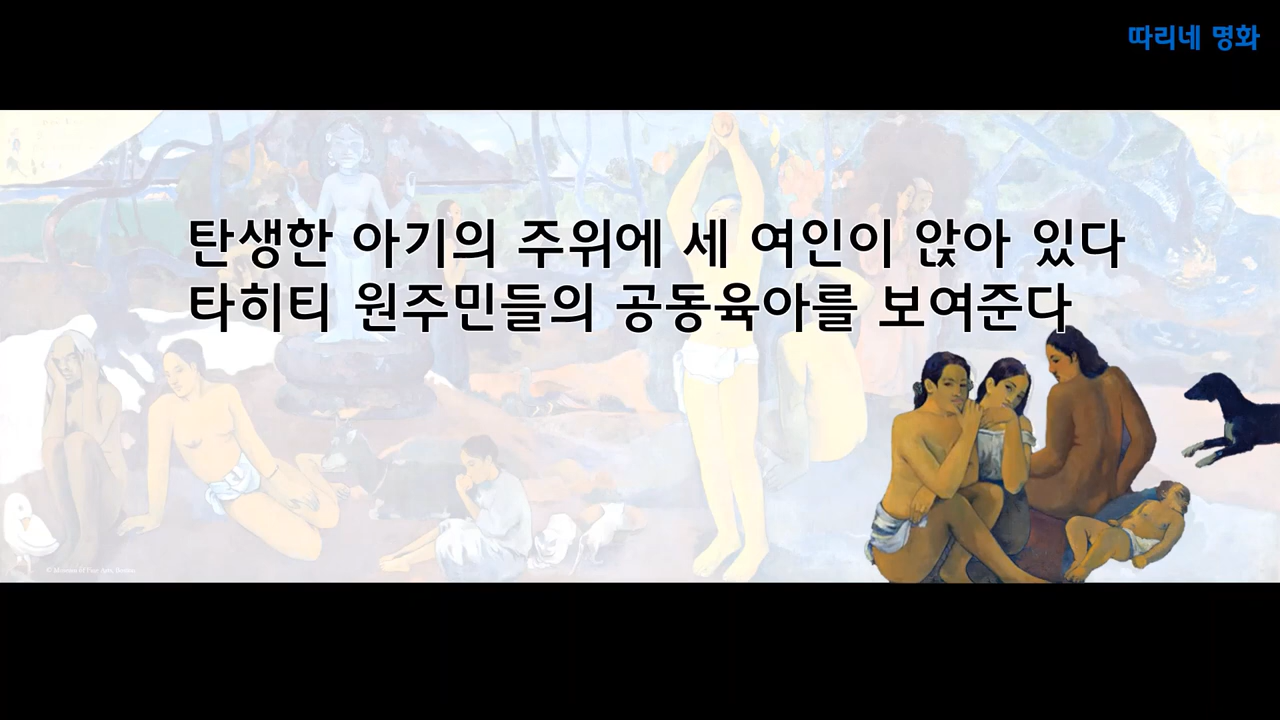 따리네 명화
탄생한 아기의 주위에 세 여인이 앉아 있다
타히티 원주민들의 공동육아를 보여준다